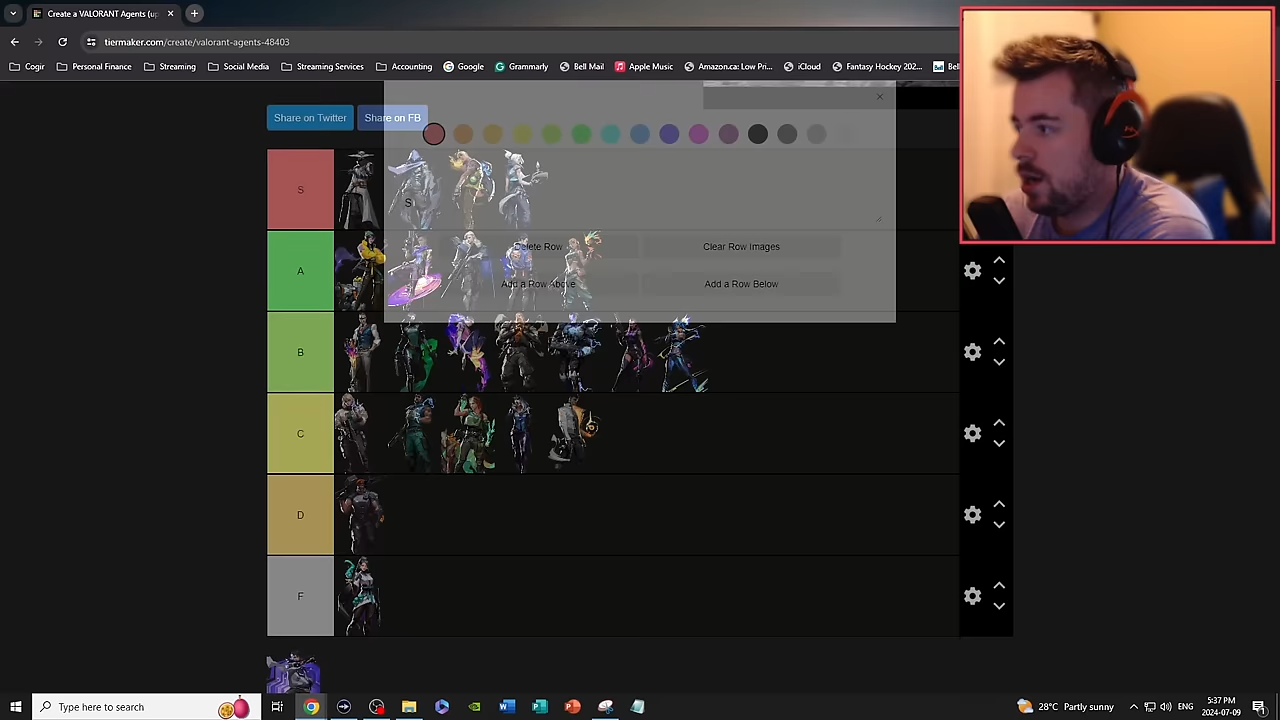 Create a VALORANT Agents (up
tiermaker.com/create/valorant-agents-48403
Cogir
Personal Finance
Streaming
Social Media
Streaming Services
Accounting
Google
Grammarly
Bell Mail
Apple Music
Amazon.ca: Low Pri...
iCloud
Fantasy Hockey 202...
Bell
Share on Twitter
Share on FB
S
S
Delete Row
Clear Row Images
A
Add a Row Above
Add a Row Below
B
C
D
F
Type here to search
28°C Partly sunny
ENG
5:37 PM
2024-07-09